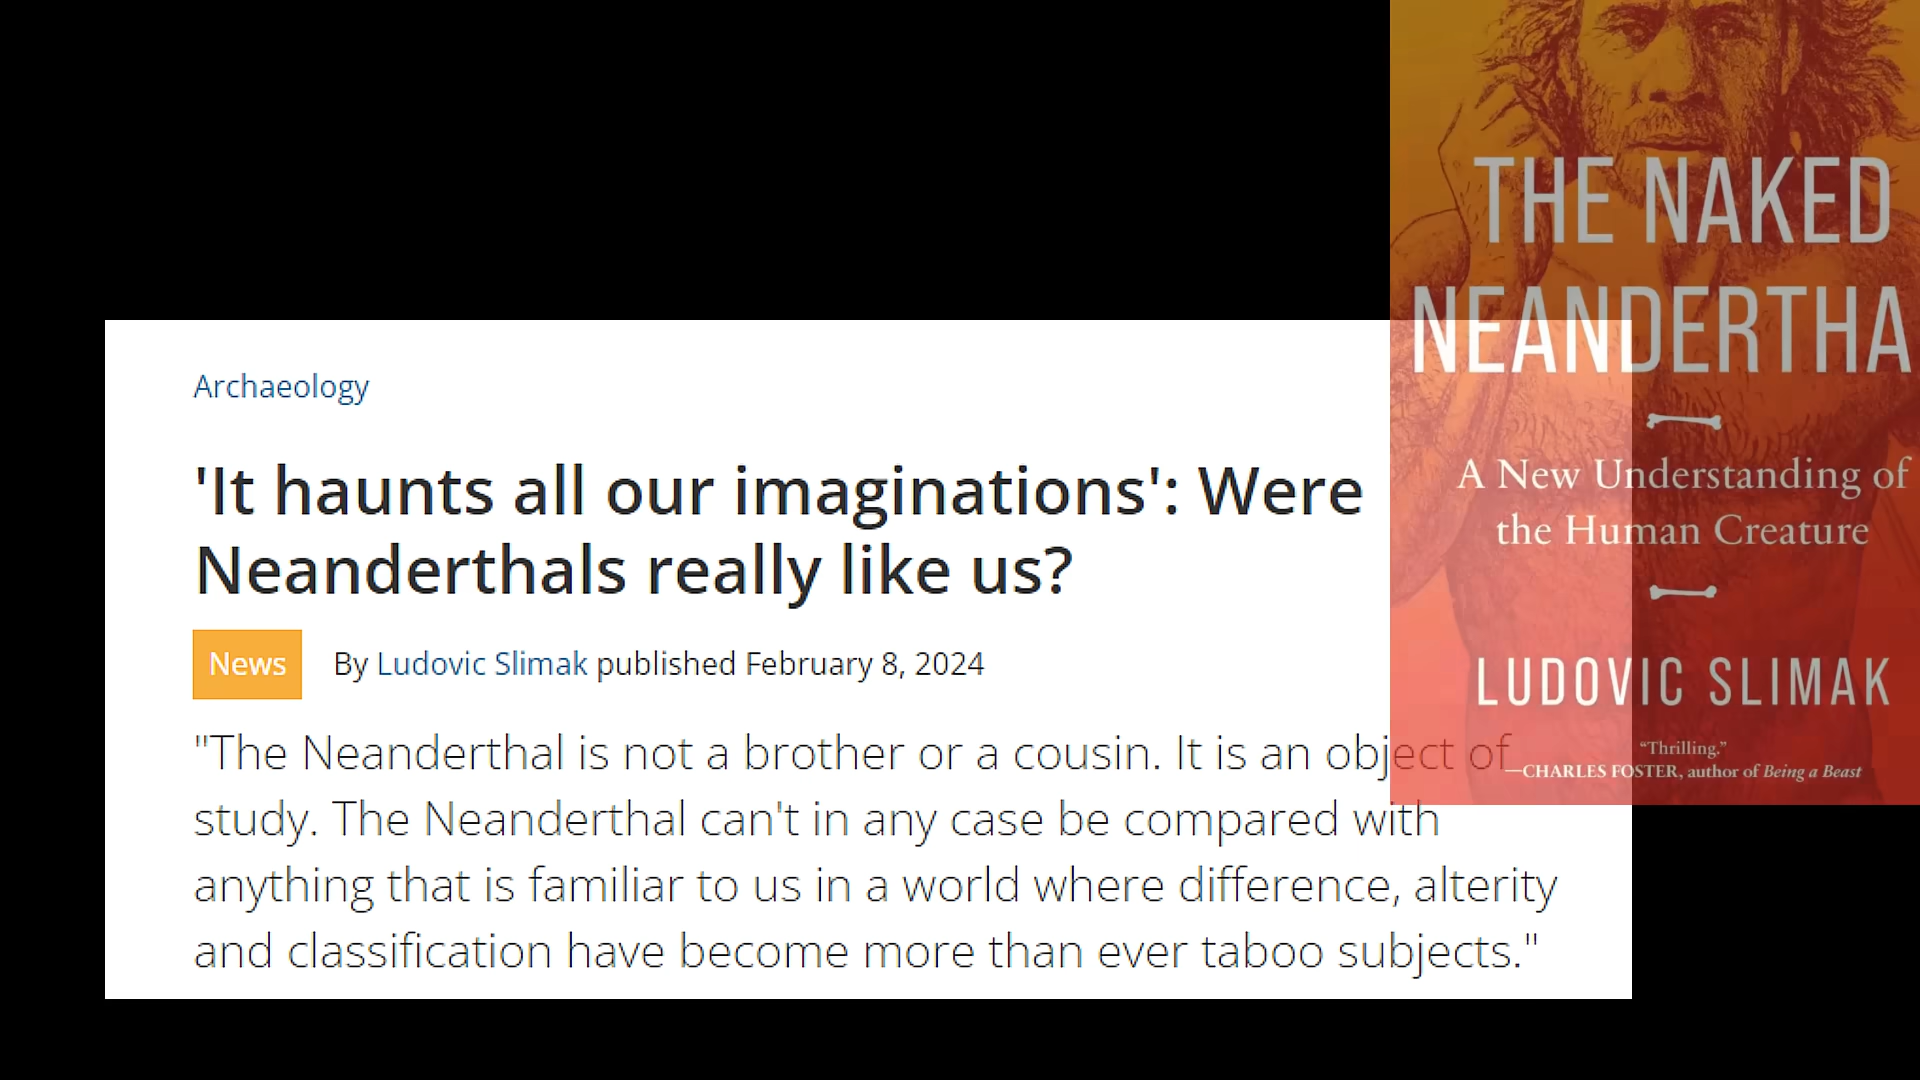 Archaeology
'It haunts all our imaginations': Were
Neanderthals really like us?
News
By Ludovic Slimak published February 8, 2024
"The Neanderthal is not a brother or a cousin. It is an object of
study. The Neanderthal can't in any case be compared with
anything that is familiar to us in a world where difference, alterity
and classification have become more than ever taboo subjects."
THE NAKED
NEANDERTHA
A New Understanding of
the Human Creature
LUDOVIC SLIMAK
“Thrilling.”
—CHARLES FOSTER, author of Being a Beast